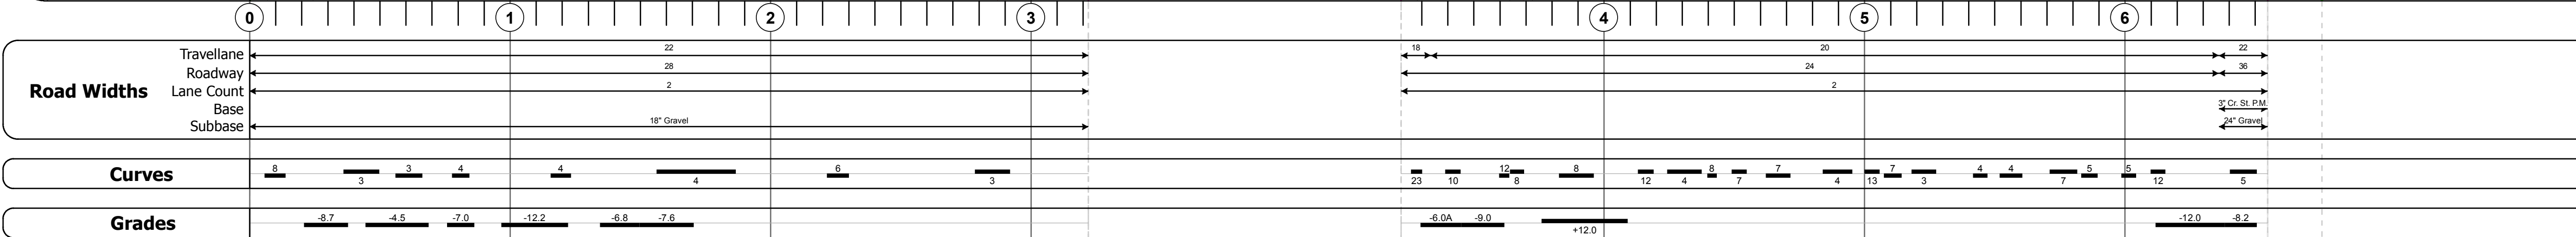 0 1 2 3 4 5 6
Travellane 22 18 20 22
Roadway 28 24 36
Road Widths Lane Count 2 2
Base 3" Cr. St. P.M.
Subbase 18" Gravel 24" Gravel
8 3 4 4 6 12 8 8 7 7 4 4 5 5
Curves
3 4 3 23 10 8 12 4 7 4 13 3 7 12 5
-8.7 -4.5 -7.0 -12.2 -6.8 -7.6 -6.0A -9.0 -12.0 -8.2
Grades
+12.0